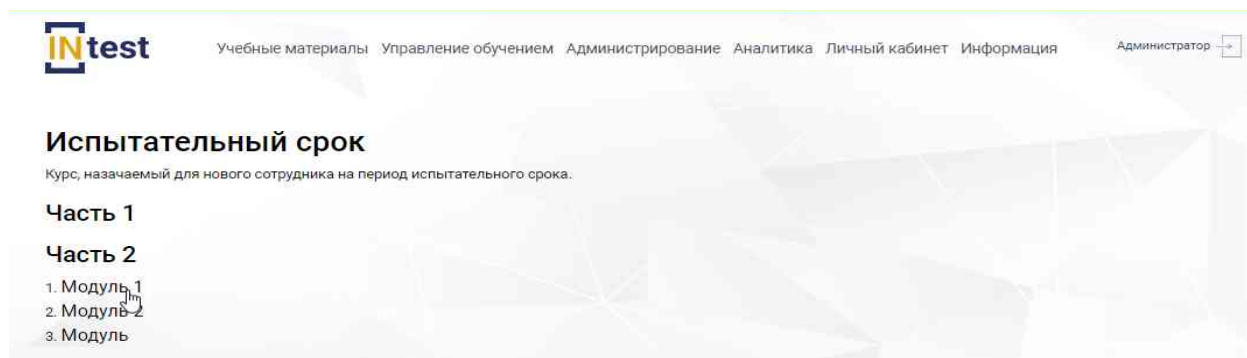 INtest
Учебные материалы Управление обучением Администрирование Аналитика Личный кабинет Информация Администратор
Испытательный срок
Курс, назачаемый для нового сотрудника на период испытательного срока.
Часть 1
Часть 2
1. Модуль 1
2. Модуль 2
3. Модуль